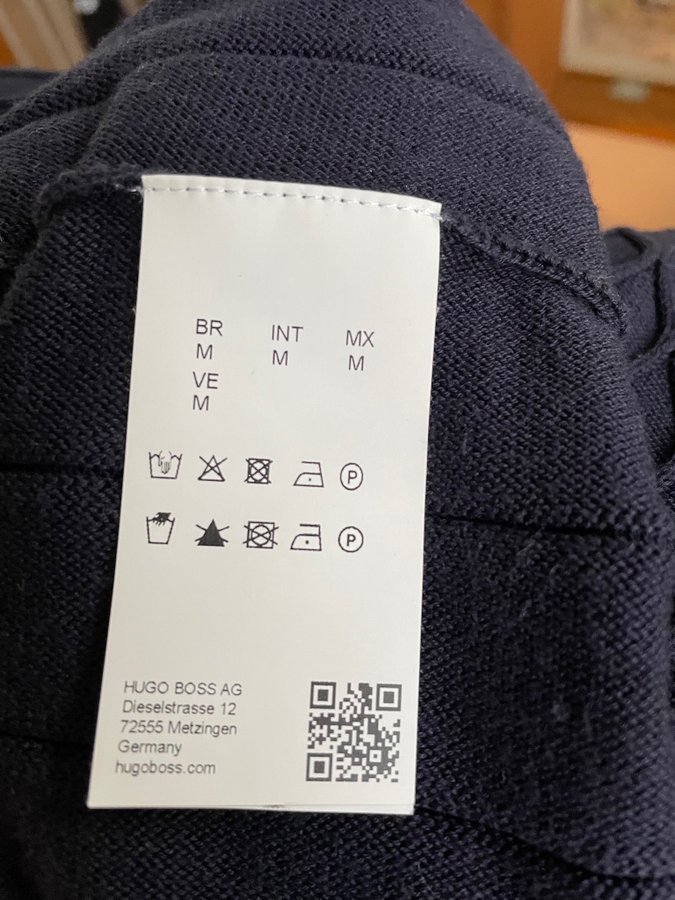 BR INT MX
M M M
VE
M
P
P
HUGO BOSS AG
Dieselstrasse 12
72555 Metzingen
Germany
hugoboss.com